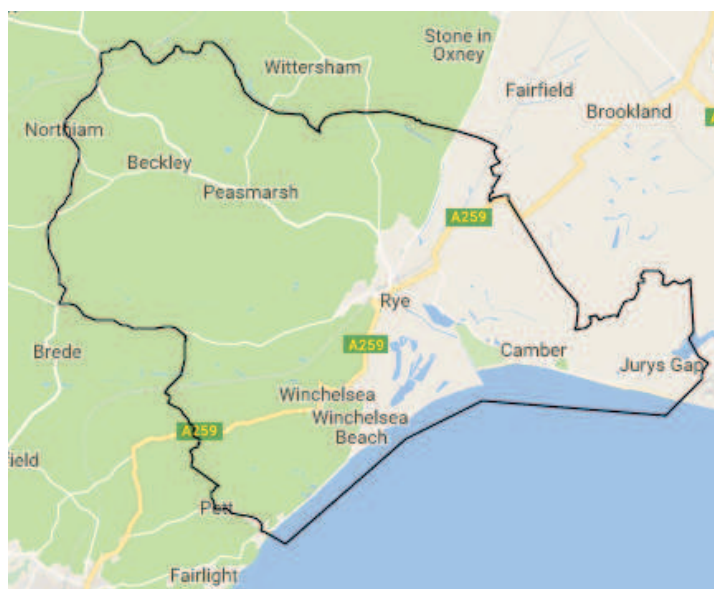 Stone in
Oxney
Wittersham
Fairfield
Brookland
Northiam
Beckley
Peasmarsh
A259
Rye
A259
Brede
Camber
Jurys Gap
Winchelsea
Winchelsea
Beach
A259
field
Pett
Fairlight